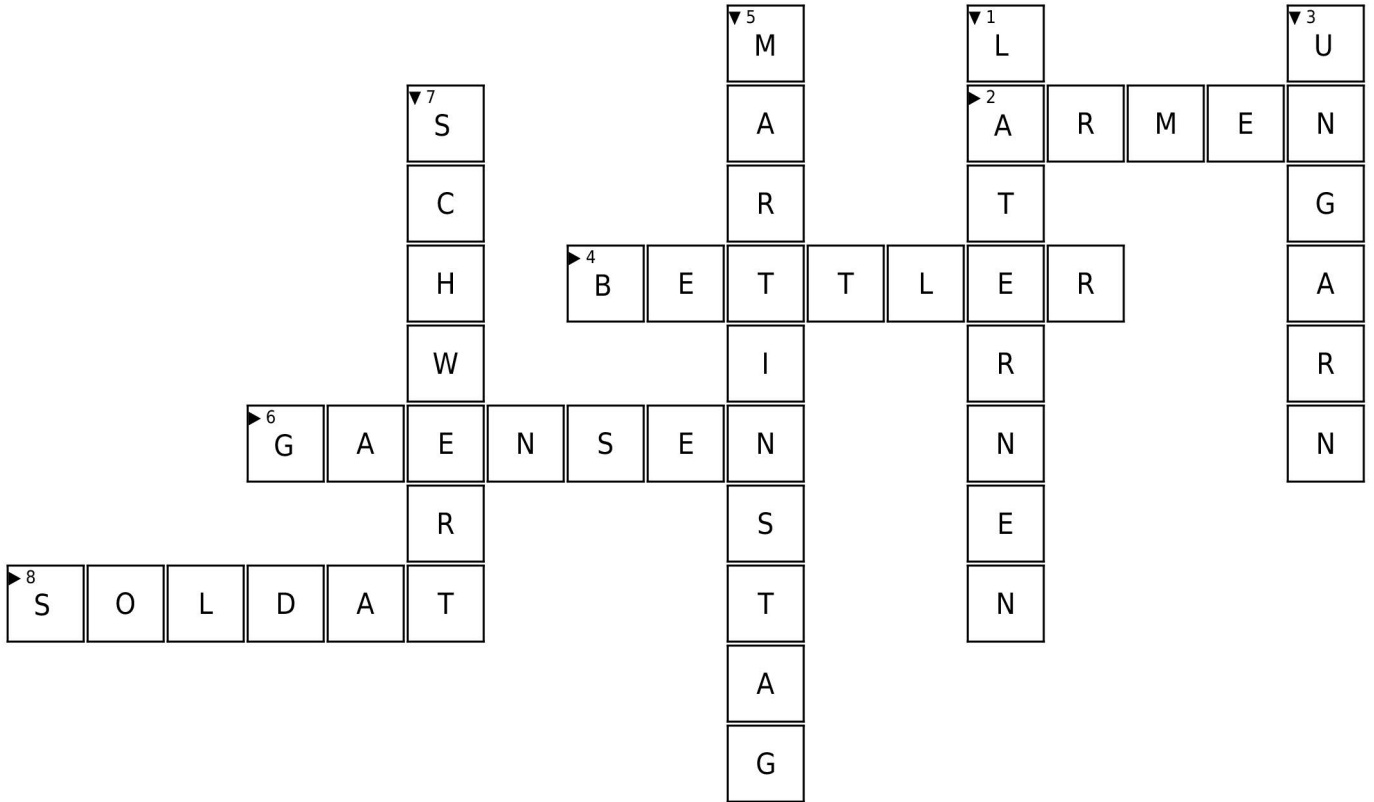 ▼5 M ▼1 L ▼3 U
▼7 S A ►2 A R M E N
C R T G
H ►4 B E T T L E R A
W I R R
►6 G A E N S E N N N
R S E
►8 S O L D A T T N
A
G